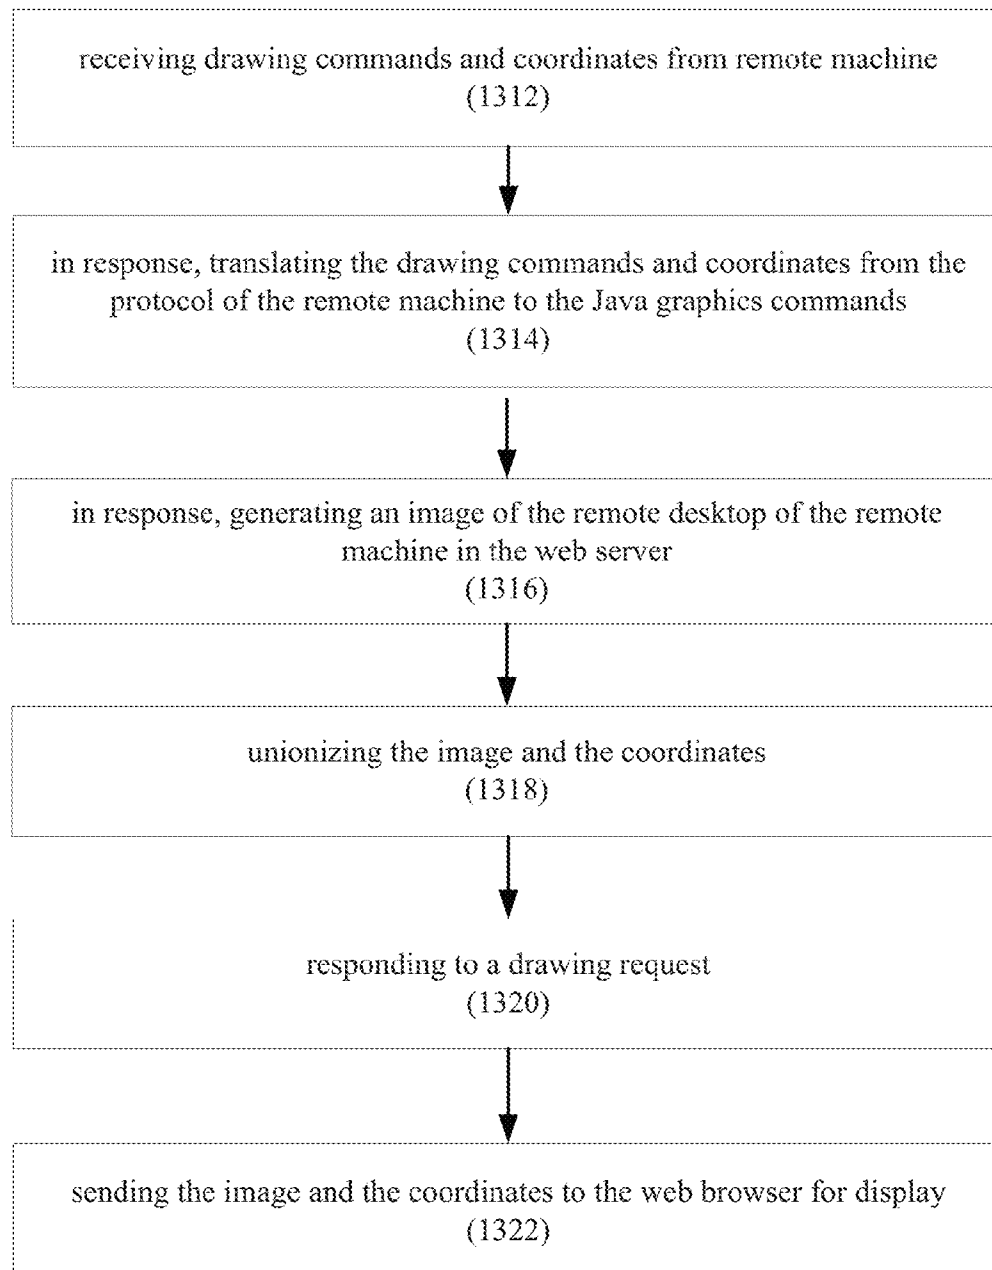 receiving drawing commands and coordinates from remote machine
(1312)
in response, translating the drawing commands and coordinates from the
protocol of the remote machine to the Java graphics commands
(1314)
in response, generating an image of the remote desktop of the remote
machine in the web server
(1316)
unionizing the image and the coordinates
(1318)
responding to a drawing request
(1320)
sending the image and the coordinates to the web browser for display
(1322)